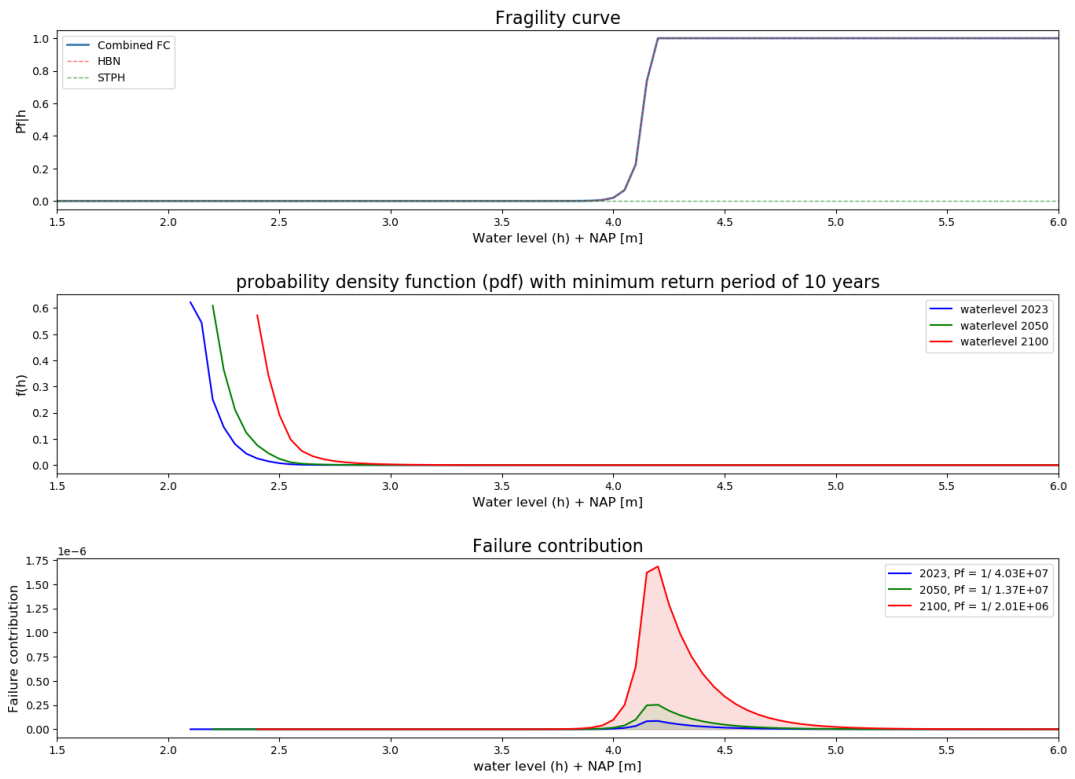 Fragility curve
1.0
0.8
0.6
0.4
0.2
0.0
Pf|h
Combined FC
HBN
STPH
1.5 2.0 2.5 3.0 3.5 4.0 4.5 5.0 5.5 6.0
Water level (h) + NAP [m]
probability density function (pdf) with minimum return period of 10 years
0.6
0.5
0.4
0.3
0.2
0.1
0.0
f(h)
waterlevel 2023
waterlevel 2050
waterlevel 2100
1.5 2.0 2.5 3.0 3.5 4.0 4.5 5.0 5.5 6.0
Water level (h) + NAP [m]
Failure contribution
1e−6
1.75
1.50
1.25
1.00
0.75
0.50
0.25
0.00
Failure contribution
2023, Pf = 1/ 4.03E+07
2050, Pf = 1/ 1.37E+07
2100, Pf = 1/ 2.01E+06
1.5 2.0 2.5 3.0 3.5 4.0 4.5 5.0 5.5 6.0
water level (h) + NAP [m]